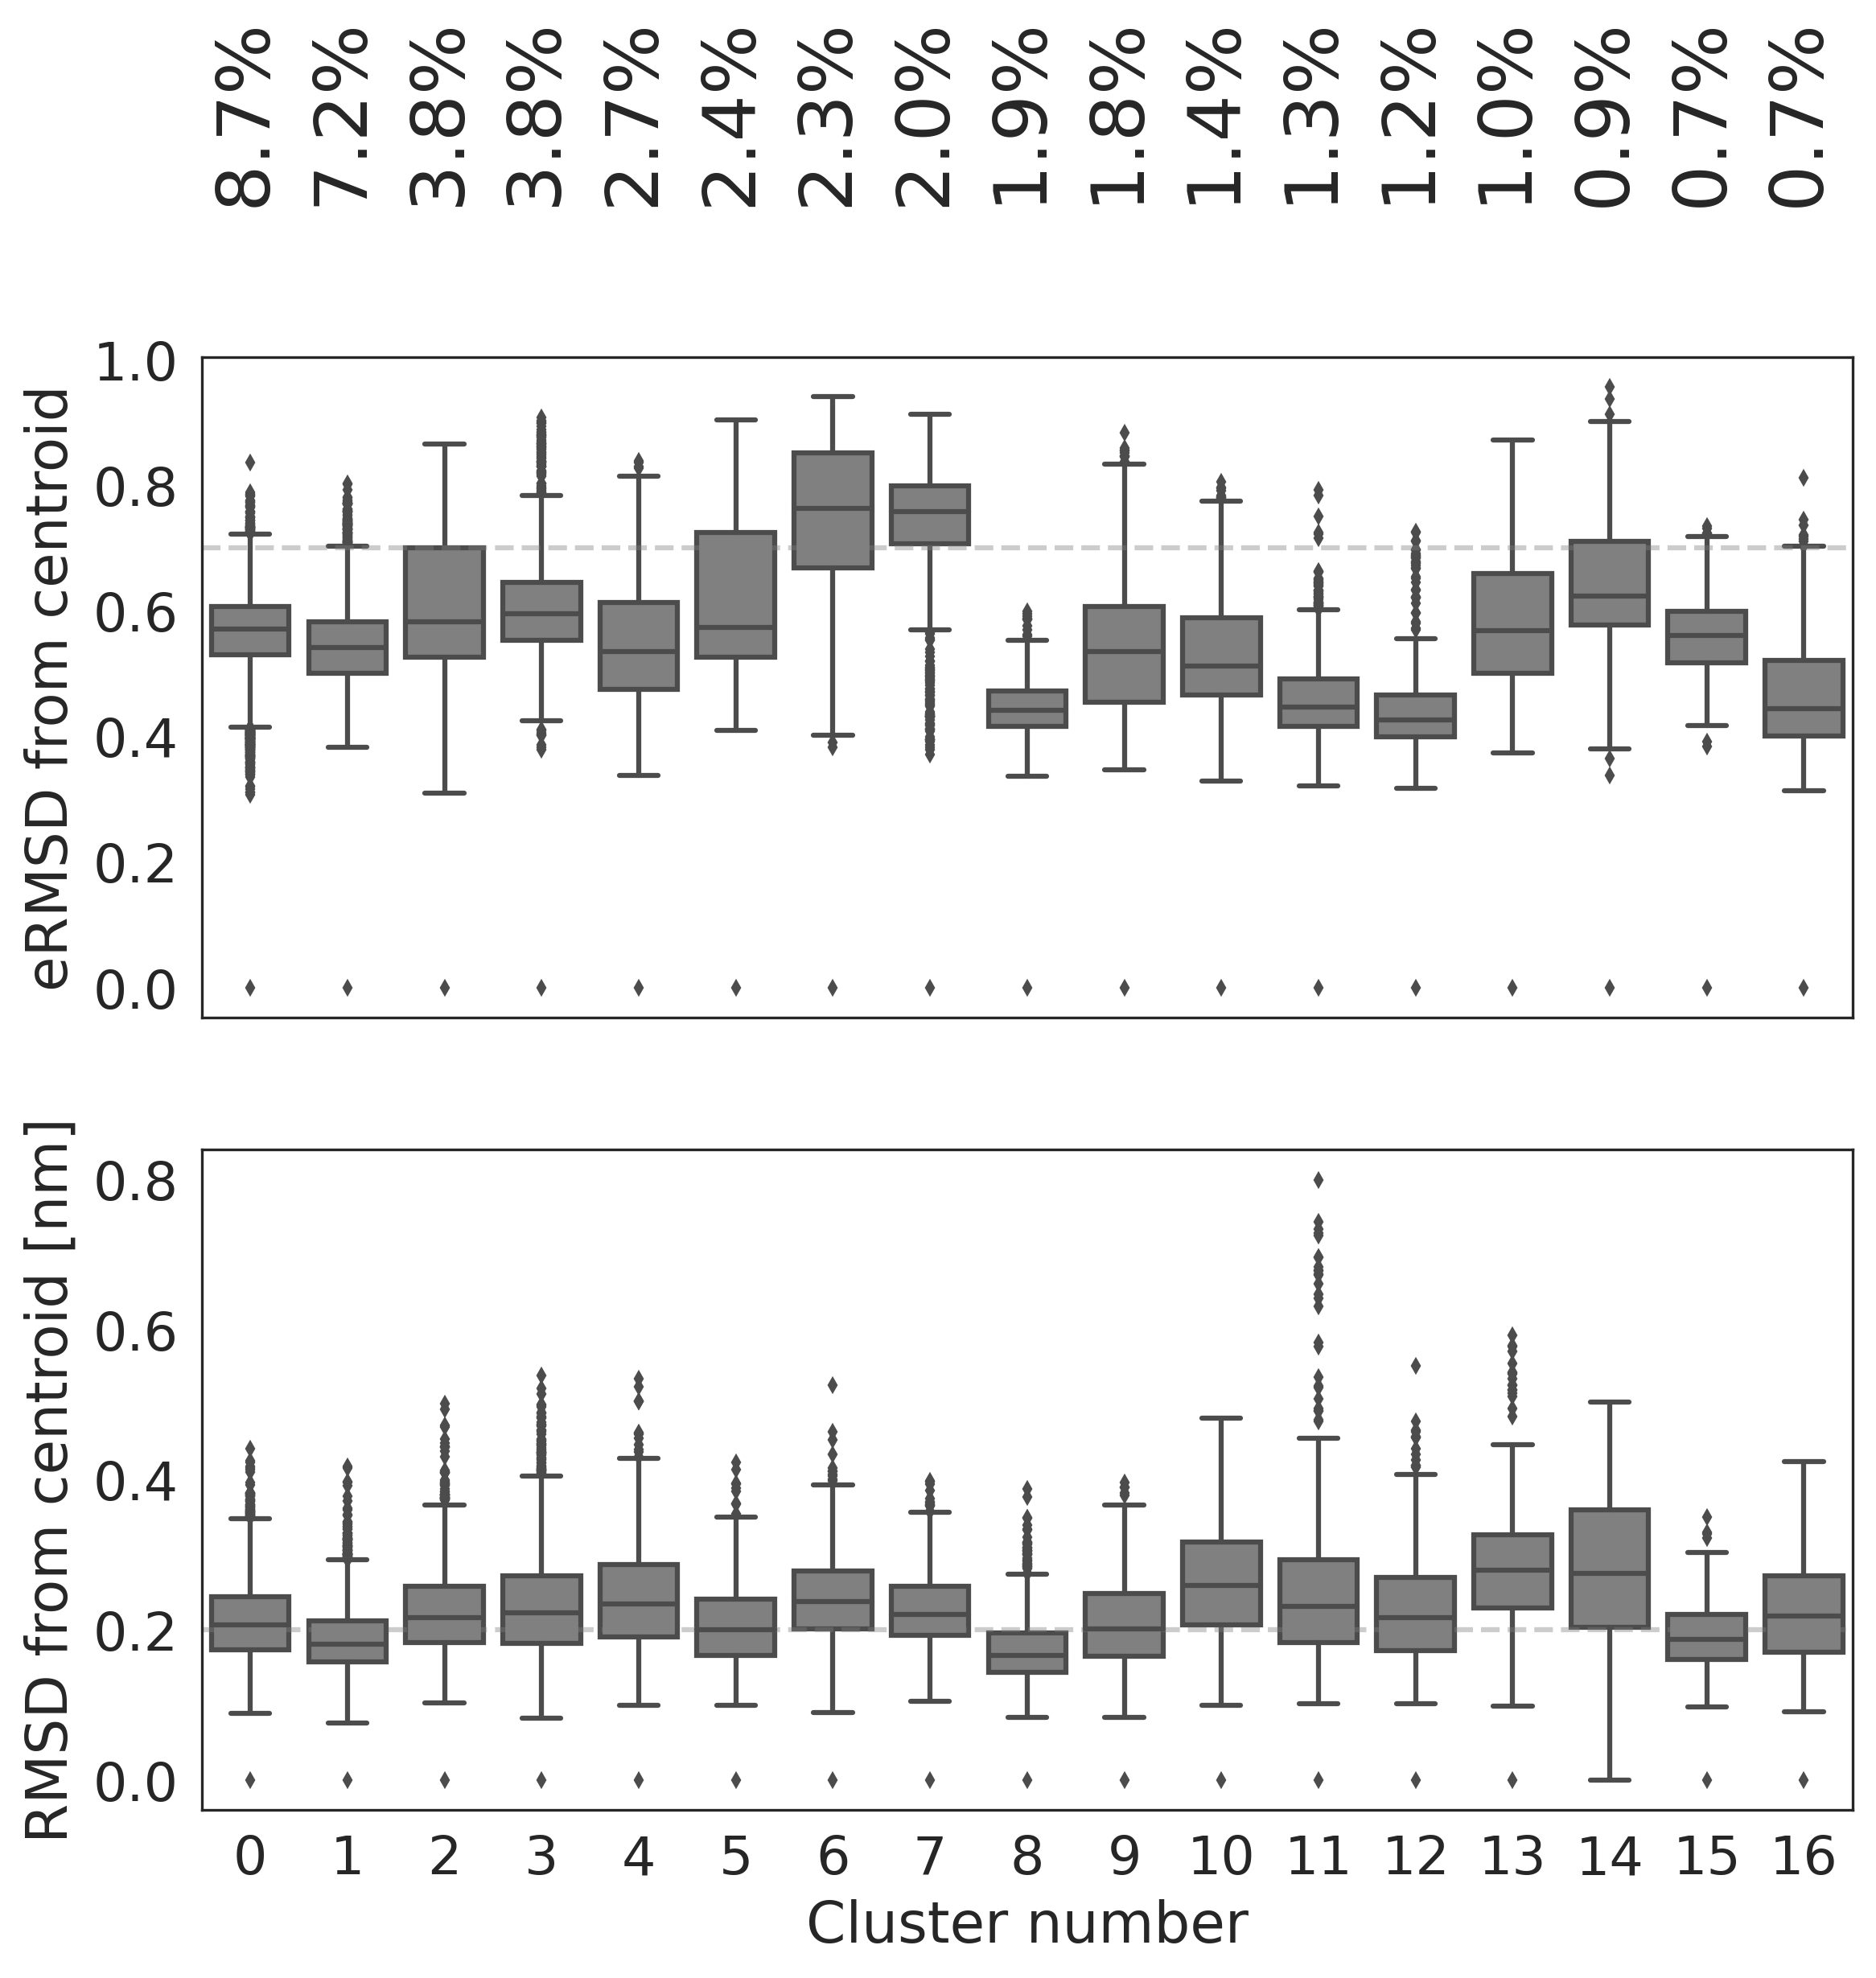 8.7% 7.2% 3.8% 3.8% 2.7% 2.4% 2.3% 2.0% 1.9% 1.8% 1.4% 1.3% 1.2% 1.0% 0.9% 0.7% 0.7%
eRMSD from centroid
1.0
0.8
0.6
0.4
0.2
0.0
RMSD from centroid [nm]
0.8
0.6
0.4
0.2
0.0
0 1 2 3 4 5 6 7 8 9 10 11 12 13 14 15 16
Cluster number